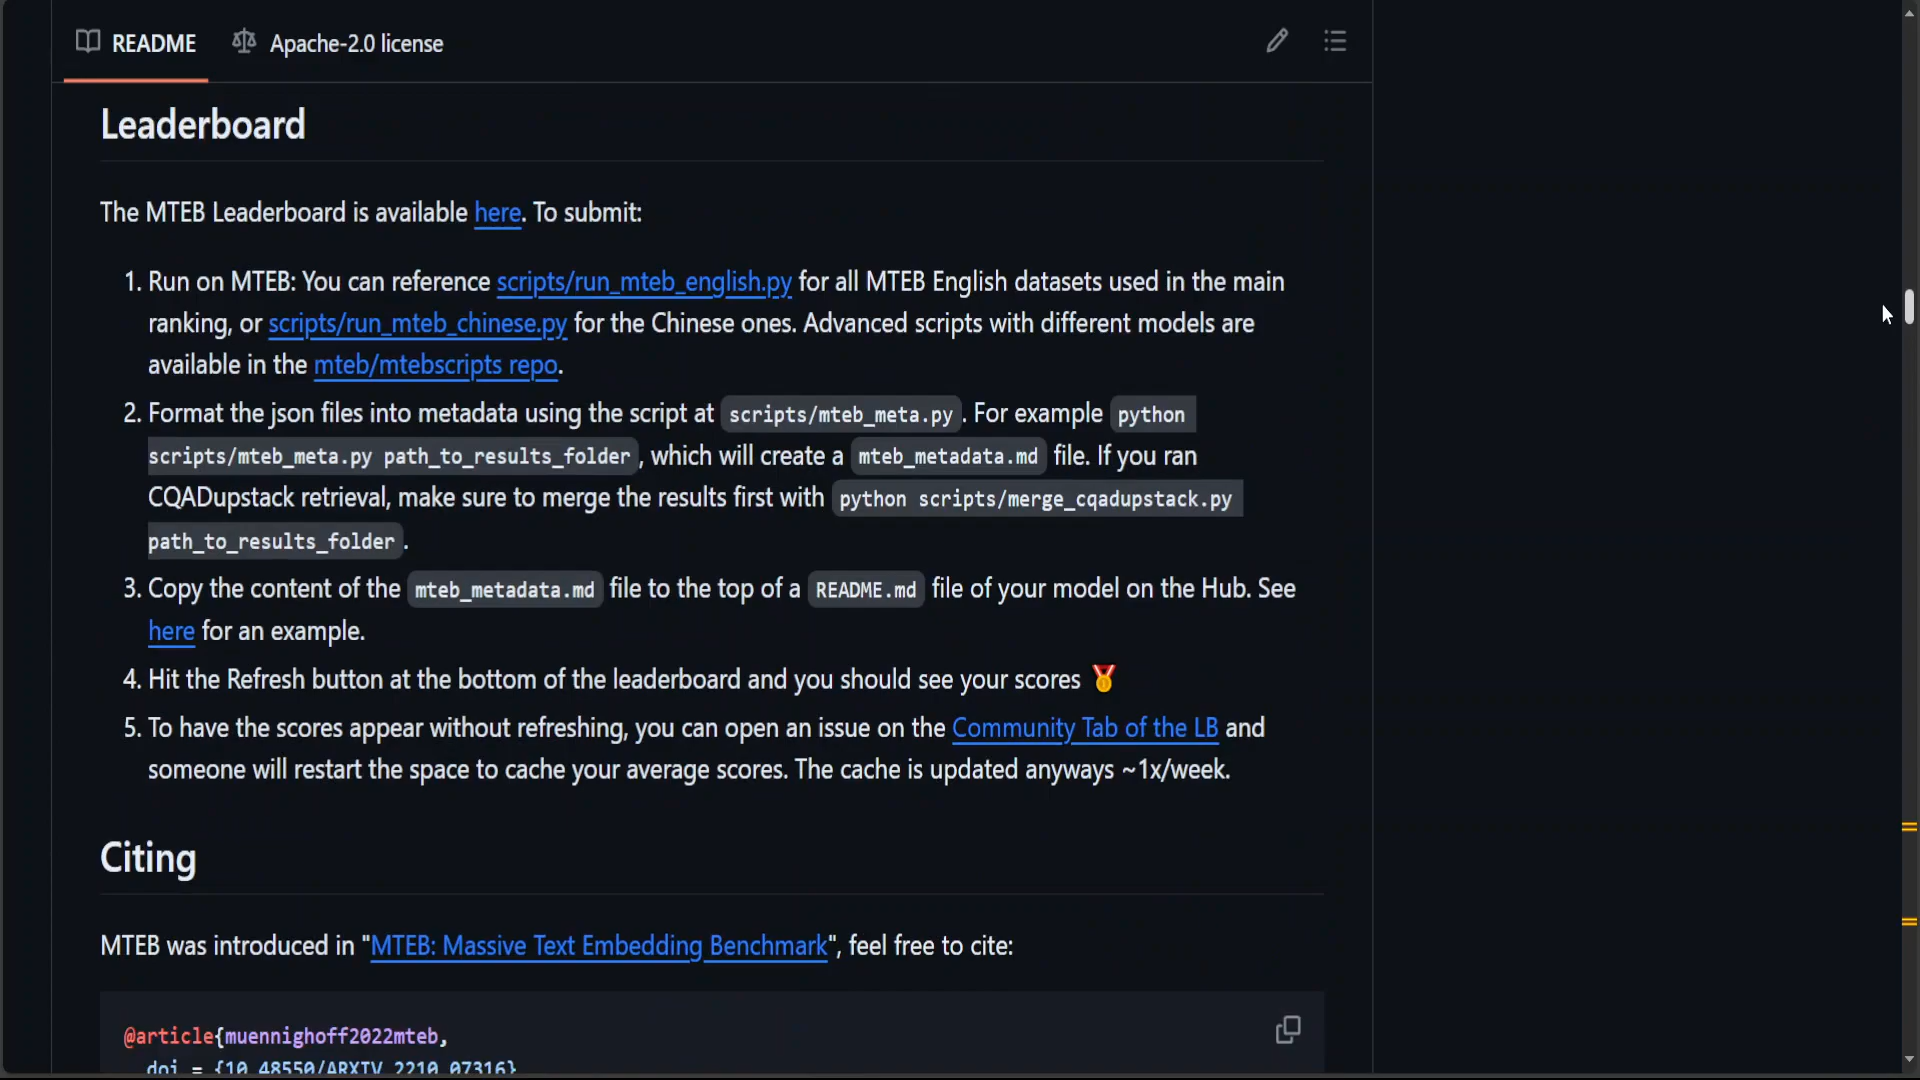 README Apache-2.0 license
Leaderboard
The MTEB Leaderboard is available here. To submit:
1. Run on MTEB: You can reference scripts/run_mteb_english.py for all MTEB English datasets used in the main
ranking, or scripts/run_mteb_chinese.py for the Chinese ones. Advanced scripts with different models are
available in the mteb/mtebscripts repo.
2. Format the json files into metadata using the script at scripts/mteb_meta.py. For example python
scripts/mteb_meta.py path_to_results_folder, which will create a mteb_metadata.md file. If you ran
CQADupstack retrieval, make sure to merge the results first with python scripts/merge_cqadupstack.py
path_to_results_folder.
3. Copy the content of the mteb_metadata.md file to the top of a README.md file of your model on the Hub. See
here for an example.
4. Hit the Refresh button at the bottom of the leaderboard and you should see your scores 🏅
5. To have the scores appear without refreshing, you can open an issue on the Community Tab of the LB and
someone will restart the space to cache your average scores. The cache is updated anyways ~1x/week.
Citing
MTEB was introduced in "MTEB: Massive Text Embedding Benchmark", feel free to cite:
@article{muennighoff2022mteb,
doi = {10.48550/ARXIV.2210.07316}